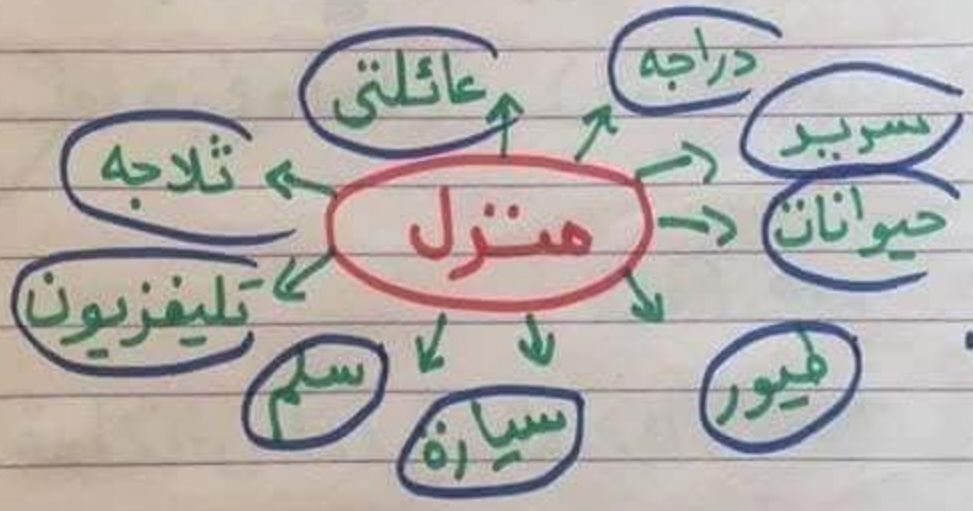 دراجه
عائلتي
سرير
ثلاجه
منزل
حيوانات
تليفزيون
طيور
سلم
سيارة